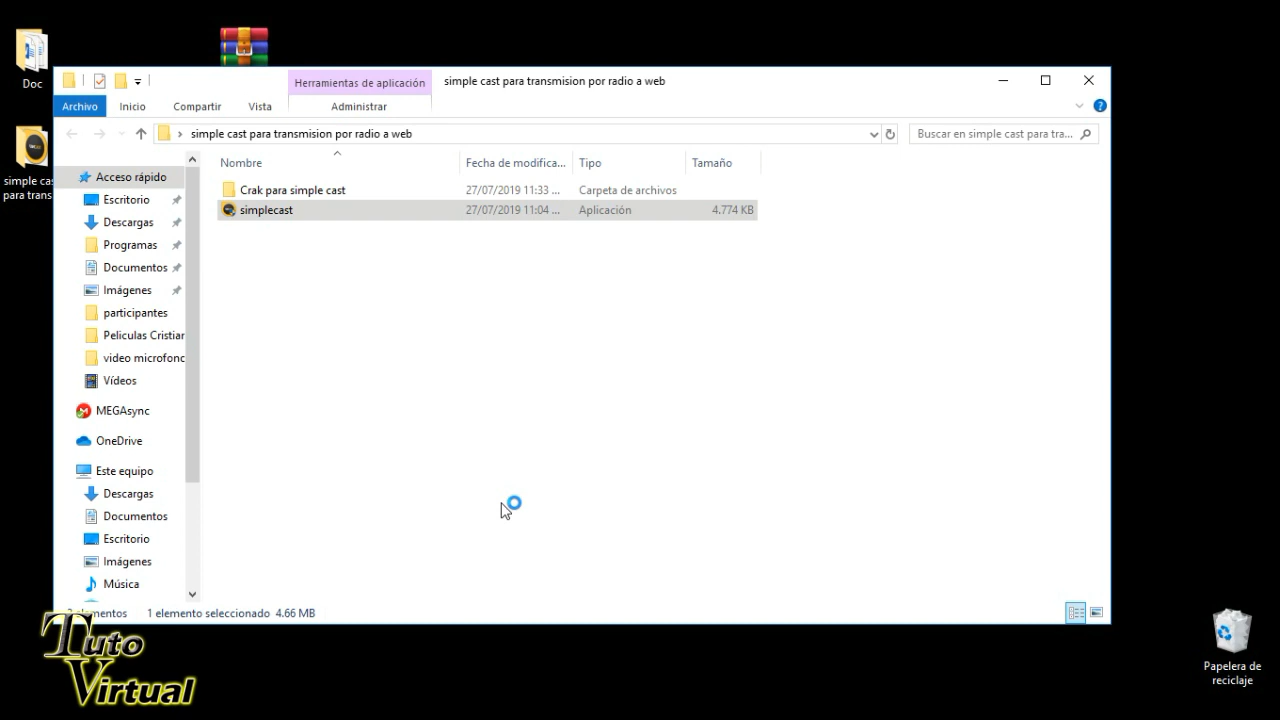 Doc
simple cas
para trans
Herramientas de aplicación
simple cast para transmision por radio a web
Archivo
Inicio
Compartir
Vista
Administrar
simple cast para transmision por radio a web
Buscar en simple cast para tra...
Nombre
Fecha de modifica...
Tipo
Tamaño
Crak para simple cast
27/07/2019 11:33 ...
Carpeta de archivos
simplecast
27/07/2019 11:04 ...
Aplicación
4.774 KB
Acceso rápido
Escritorio
Descargas
Programas
Documentos
Imágenes
participantes
Peliculas Cristiar
video microfonc
Vídeos
MEGAsync
OneDrive
Este equipo
Descargas
Documentos
Escritorio
Imágenes
Música
elementos
1 elemento seleccionado 4.66 MB
Tuto
Virtual
Papelera de
reciclaje